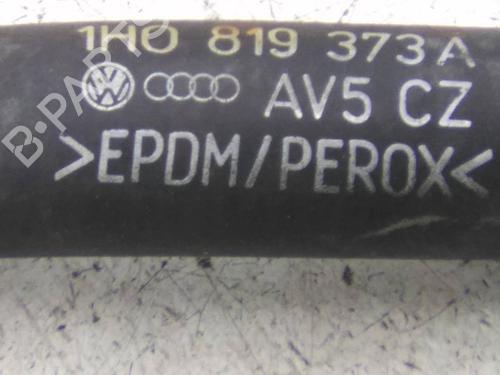 1H0 819 373 A
AV5 CZ
>EPDM/PEROX<
B-PARTS